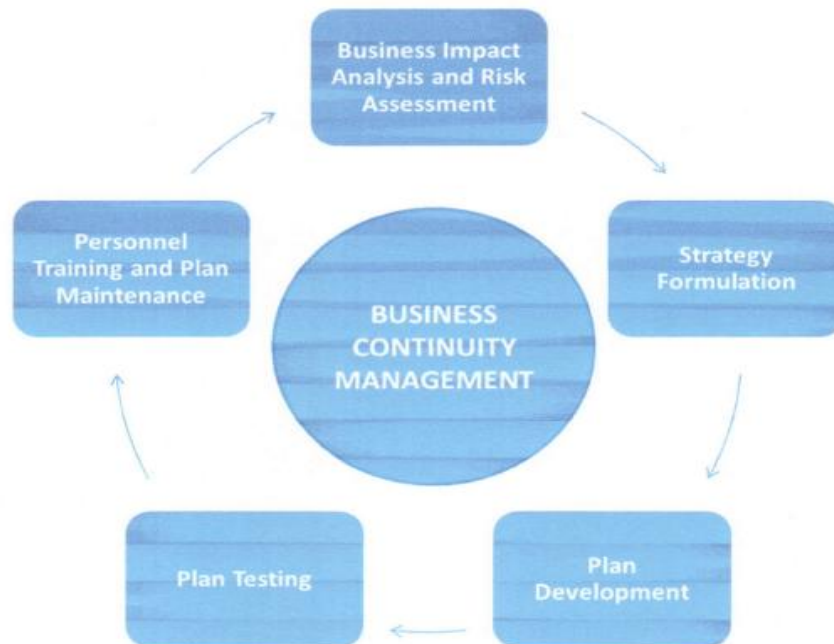 Business Impact
Analysis and Risk
Assessment
Personnel
Training and Plan
Maintenance
Strategy
Formulation
BUSINESS
CONTINUITY
MANAGEMENT
Plan Testing
Plan
Development